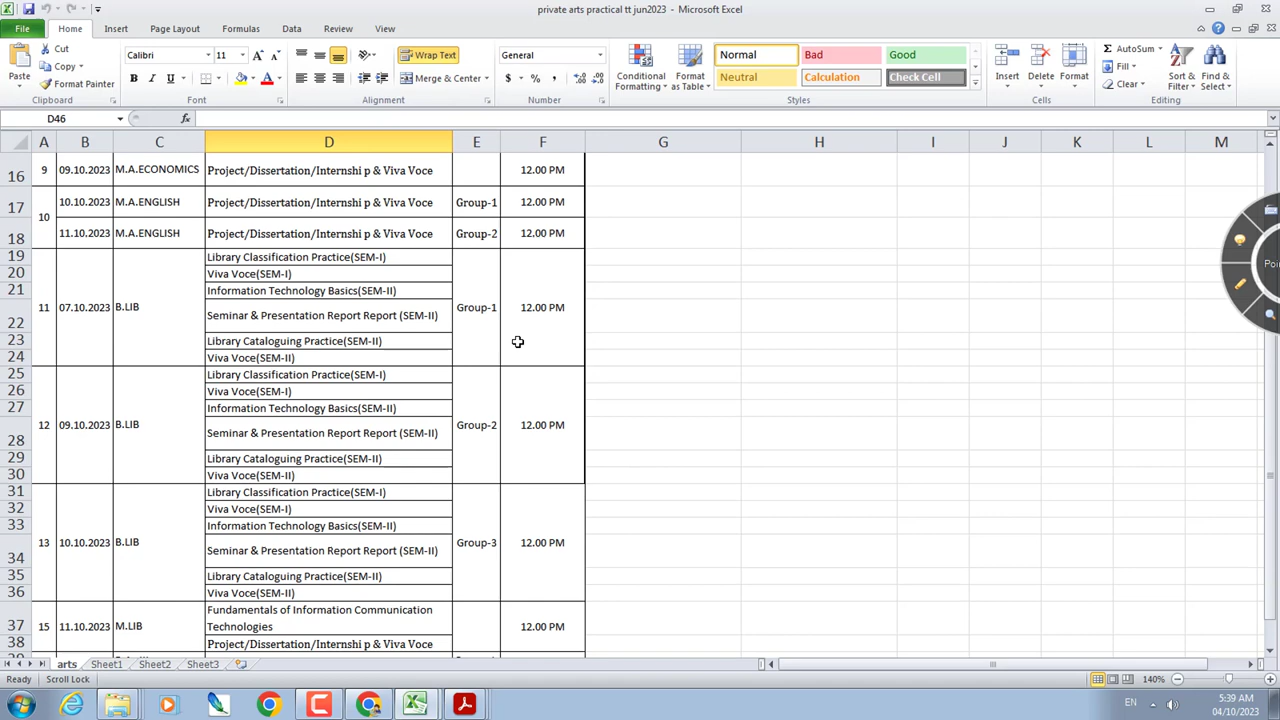 private arts practical tt jun2023 - Microsoft Excel
File Home Insert Page Layout Formulas Data Review View
Paste Cut Copy Format Painter Clipboard
Calibri 11 B I U A A A Font
Wrap Text Merge & Center Alignment
General $ % , Number
Conditional Formatting Format as Table Normal Bad Good Neutral Calculation Check Cell Styles
Insert Delete Format Cells
Σ AutoSum Fill Clear Sort & Filter Find & Select Editing
D46 fx
A B C D E F G H I J K L M
16 9 09.10.2023 M.A.ECONOMICS Project/Dissertation/Internshi p & Viva Voce 12.00 PM
17 10.10.2023 M.A.ENGLISH Project/Dissertation/Internshi p & Viva Voce Group-1 12.00 PM
10
18 11.10.2023 M.A.ENGLISH Project/Dissertation/Internshi p & Viva Voce Group-2 12.00 PM
19 Library Classification Practice(SEM-I)
20 Viva Voce(SEM-I)
21 Information Technology Basics(SEM-II)
11 07.10.2023 B.LIB Group-1 12.00 PM
22 Seminar & Presentation Report Report (SEM-II)
23 Library Cataloguing Practice(SEM-II)
24 Viva Voce(SEM-II)
25 Library Classification Practice(SEM-I)
26 Viva Voce(SEM-I)
27 Information Technology Basics(SEM-II)
12 09.10.2023 B.LIB Group-2 12.00 PM
28 Seminar & Presentation Report Report (SEM-II)
29 Library Cataloguing Practice(SEM-II)
30 Viva Voce(SEM-II)
31 Library Classification Practice(SEM-I)
32 Viva Voce(SEM-I)
33 Information Technology Basics(SEM-II)
13 10.10.2023 B.LIB Group-3 12.00 PM
34 Seminar & Presentation Report Report (SEM-II)
35 Library Cataloguing Practice(SEM-II)
36 Viva Voce(SEM-II)
Fundamentals of Information Communication
37 15 11.10.2023 M.LIB Technologies 12.00 PM
38 Project/Dissertation/Internshi p & Viva Voce
arts Sheet1 Sheet2 Sheet3
Ready Scroll Lock 140%
EN 5:39 AM
04/10/2023